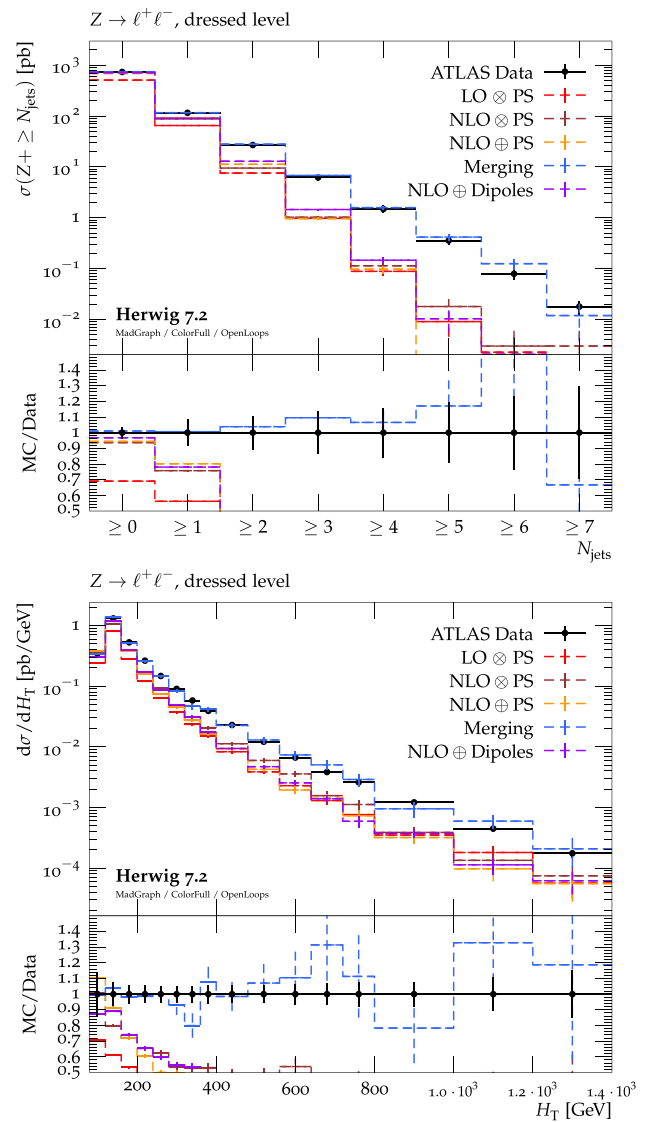 Z → ℓ⁺ℓ⁻, dressed level
σ(Z+ ≥ N_jets) [pb]
10³
10²
10¹
1
10⁻¹
10⁻²
ATLAS Data
LO ⊗ PS
NLO ⊗ PS
NLO ⊕ PS
Merging
NLO ⊕ Dipoles
Herwig 7.2
MadGraph / ColorFull / OpenLoops
MC/Data
1.4
1.3
1.2
1.1
1
0.9
0.8
0.7
0.6
0.5
≥ 0 ≥ 1 ≥ 2 ≥ 3 ≥ 4 ≥ 5 ≥ 6 ≥ 7
N_jets
Z → ℓ⁺ℓ⁻, dressed level
dσ/dH_T [pb/GeV]
1
10⁻¹
10⁻²
10⁻³
10⁻⁴
ATLAS Data
LO ⊗ PS
NLO ⊗ PS
NLO ⊕ PS
Merging
NLO ⊕ Dipoles
Herwig 7.2
MadGraph / ColorFull / OpenLoops
MC/Data
1.4
1.3
1.2
1.1
1
0.9
0.8
0.7
0.6
0.5
200 400 600 800 1.0 · 10³ 1.2 · 10³ 1.4 · 10³
H_T [GeV]